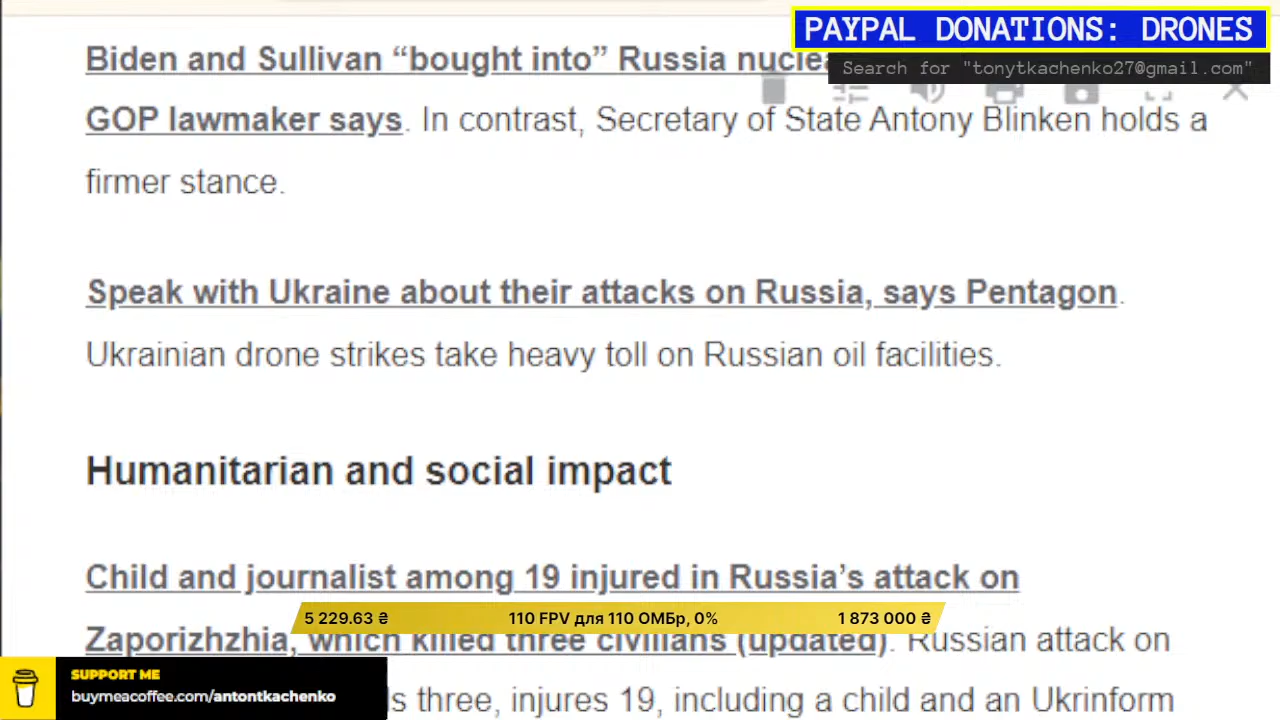 PAYPAL DONATIONS: DRONES
Search for "tonytkachenko27@gmail.com"
Biden and Sullivan “bought into” Russia
GOP lawmaker says. In contrast, Secretary of State Antony Blinken holds a
firmer stance.
Speak with Ukraine about their attacks on Russia, says Pentagon.
Ukrainian drone strikes take heavy toll on Russian oil facilities.
Humanitarian and social impact
Child and journalist among 19 injured in Russia’s attack on
5 229.63 ₴ 110 FPV для 110 ОМБр, 0% 1 873 000 ₴
Zaporizhzhia, which killed three civilians (updated). Russian attack on
SUPPORT ME
buymeacoffee.com/antontkachenko
three, injures 19, including a child and an Ukrinform